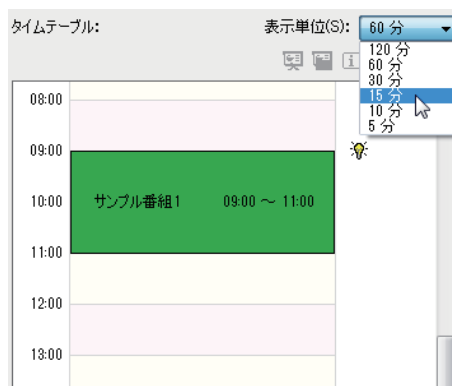 タイムテーブル: 表示単位(S): 60 分
120 分
60 分
30 分
15 分
10 分
5 分
08:00
09:00
10:00 サンプル番組1 09:00 ～ 11:00
11:00
12:00
13:00